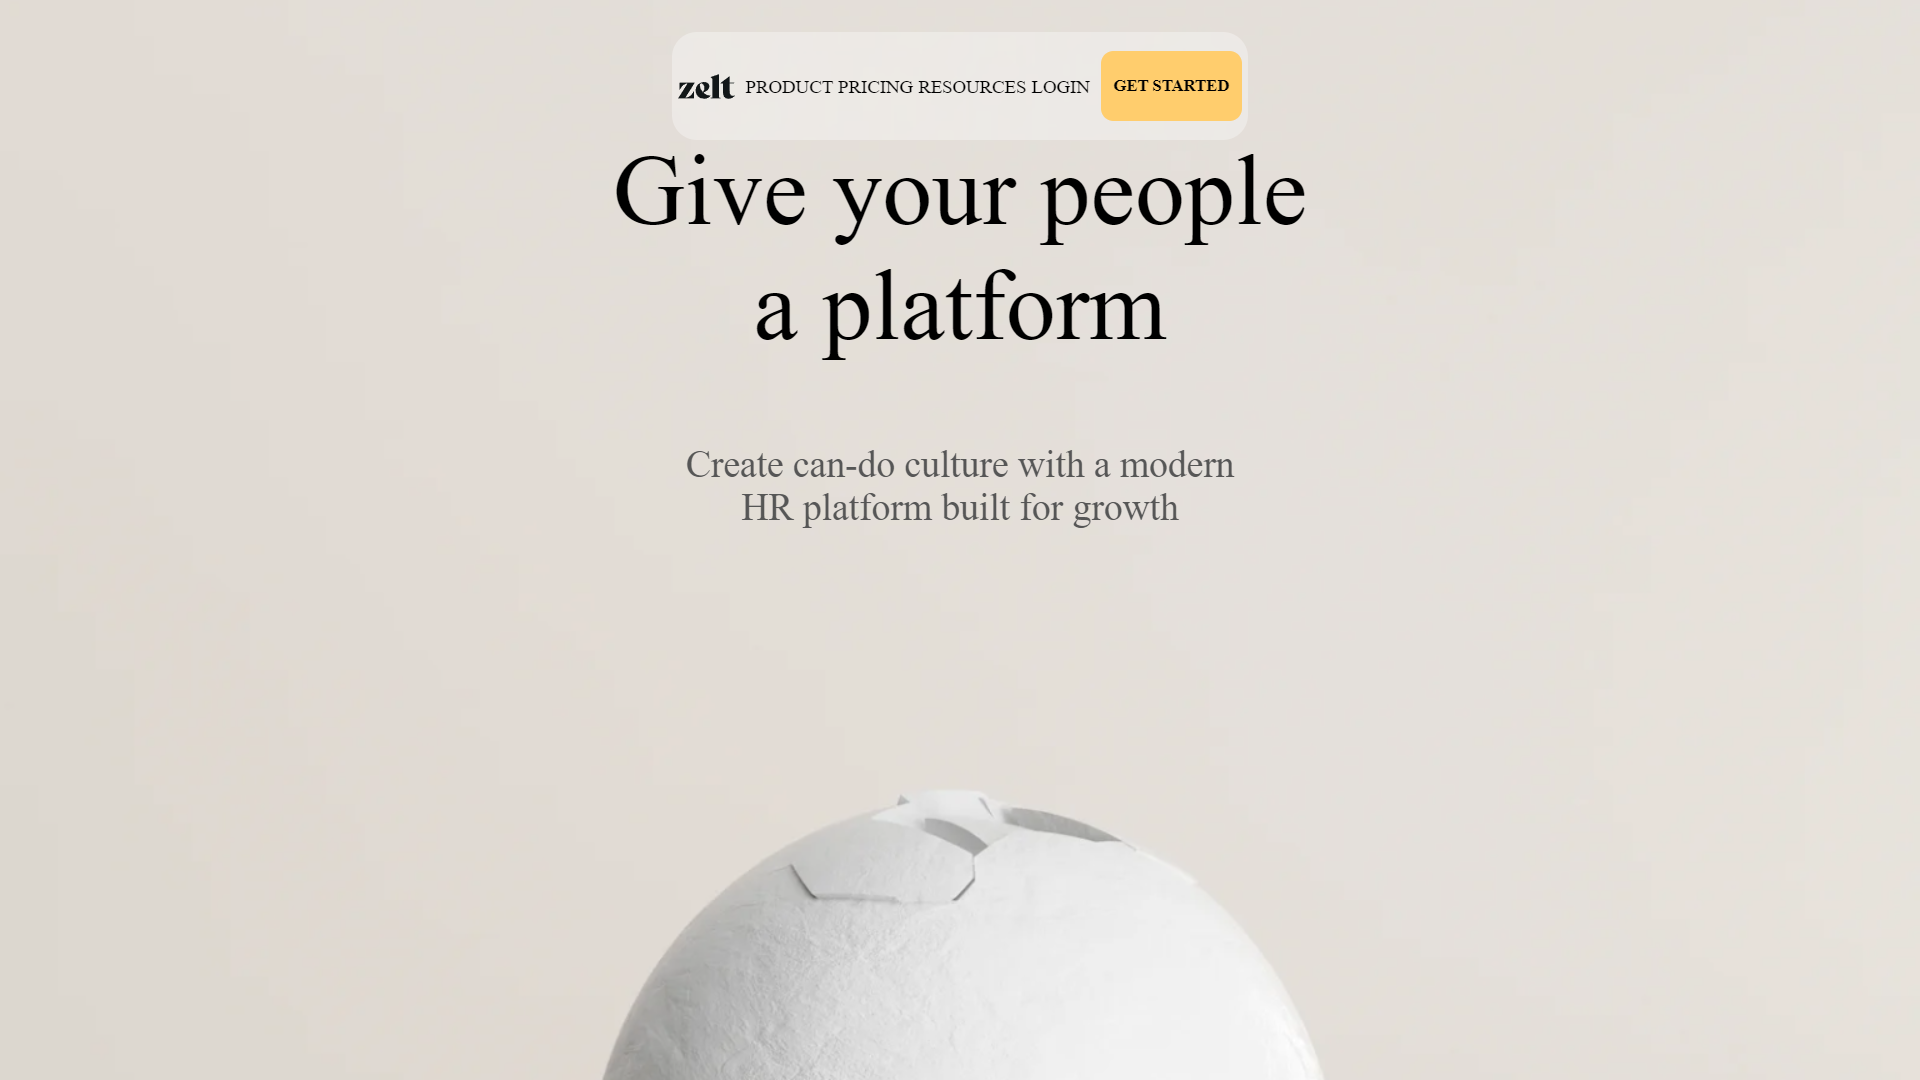 zelt PRODUCT PRICING RESOURCES LOGIN GET STARTED
Give your people
a platform
Create can-do culture with a modern
HR platform built for growth